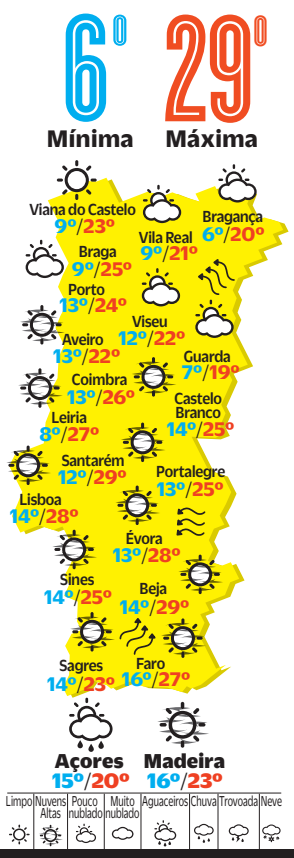 6º 29º
Mínima Máxima
Viana do Castelo
9º/23º
Bragança
6º/20º
Vila Real
9º/21º
Braga
9º/25º
Porto
13º/24º
Viseu
12º/22º
Aveiro
13º/22º
Guarda
7º/19º
Coimbra
13º/26º
Castelo
Branco
14º/25º
Leiria
8º/27º
Santarém
12º/29º
Portalegre
13º/25º
Lisboa
14º/28º
Évora
13º/28º
Sines
14º/25º
Beja
14º/29º
Sagres
14º/23º
Faro
16º/27º
Açores
15º/20º
Madeira
16º/23º
Limpo
Nuvens
Altas
Pouco
nublado
Muito
nublado
Aguaceiros
Chuva
Trovoada
Neve